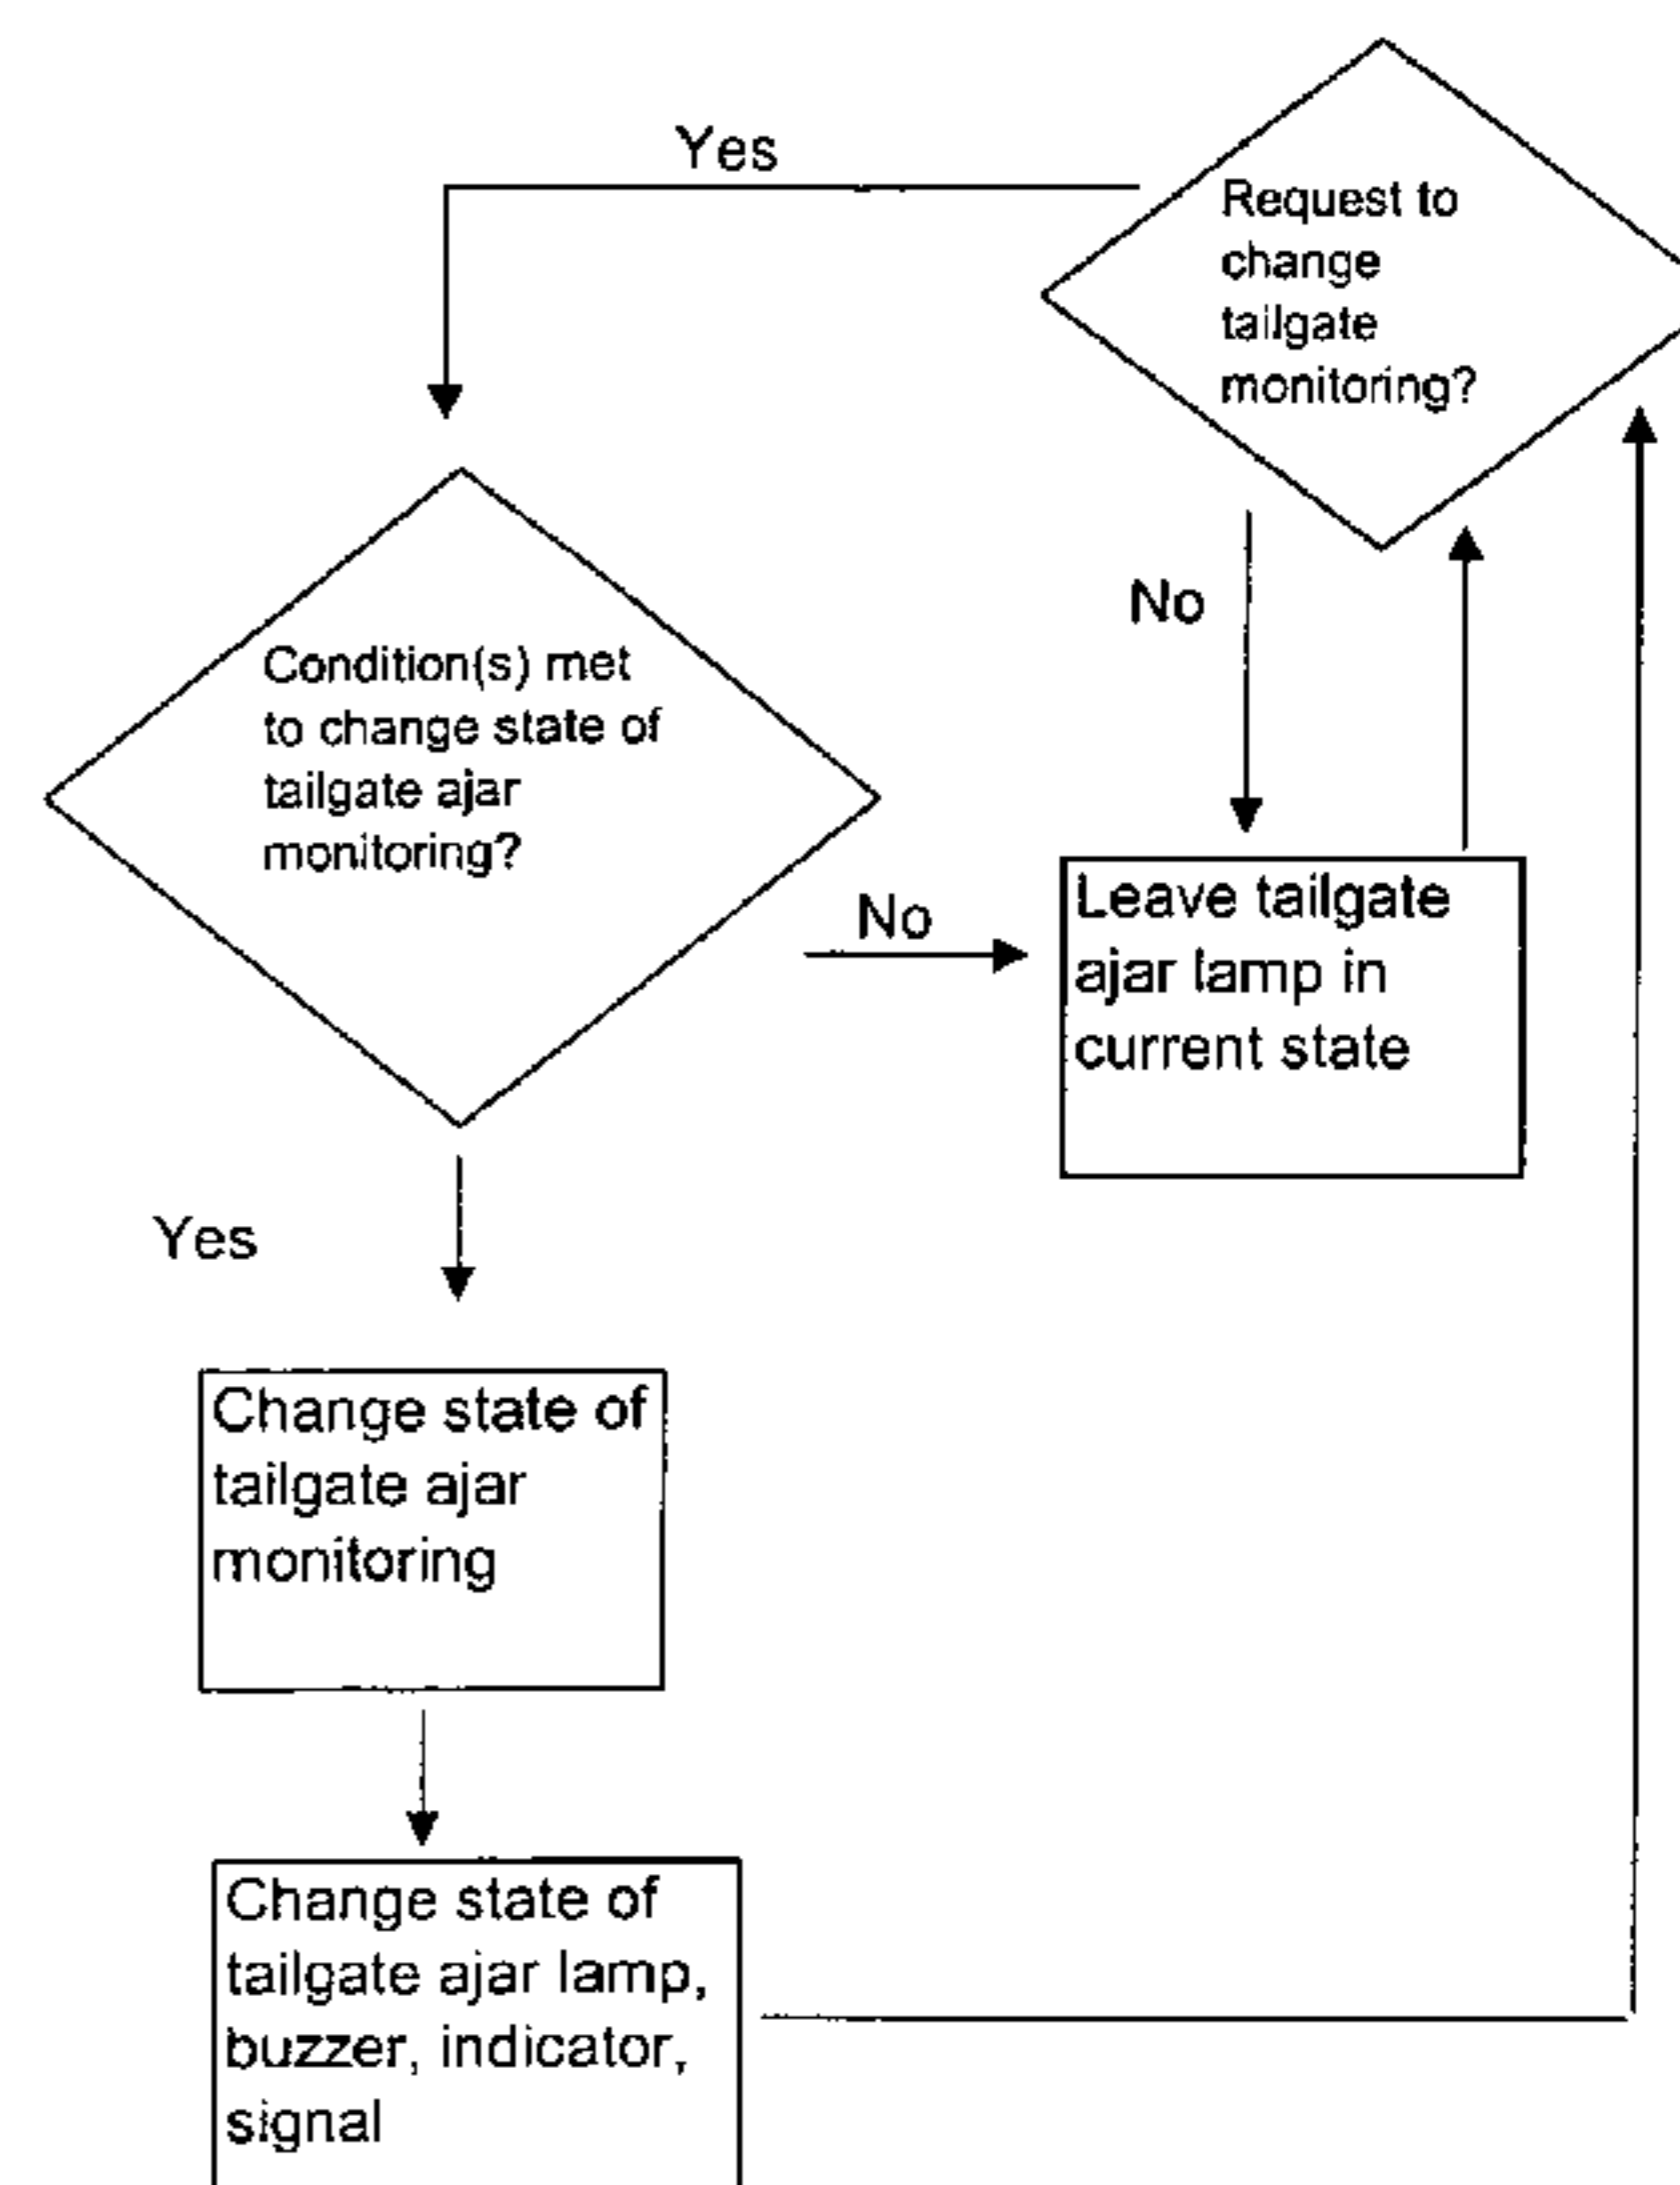 Yes
Request to
change
tailgate
monitoring?
No
Condition(s) met
to change state of
tailgate ajar
monitoring?
No
Leave tailgate
ajar lamp in
current state
Yes
Change state of
tailgate ajar
monitoring
Change state of
tailgate ajar lamp,
buzzer, indicator,
signal